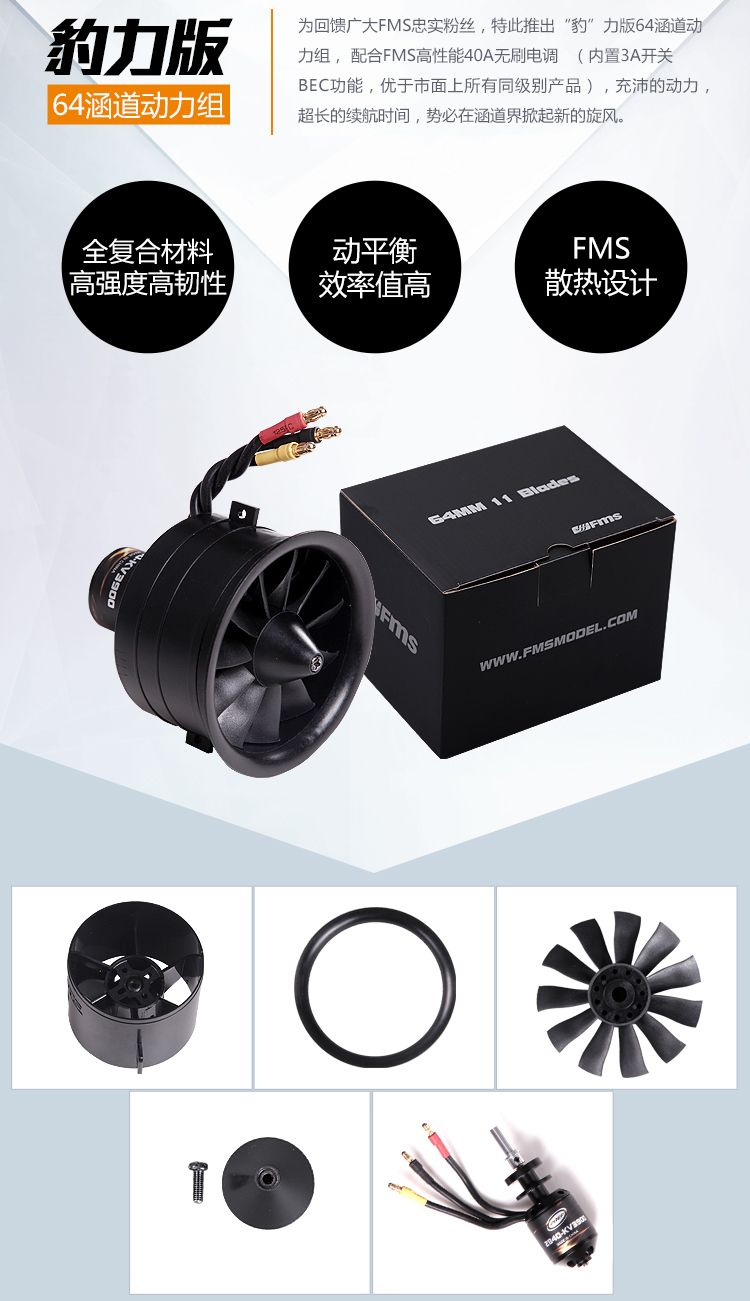 豹力版
64涵道动力组
为回馈广大FMS忠实粉丝，特此推出“豹”力版64涵道动
力组， 配合FMS高性能40A无刷电调 （内置3A开关
BEC功能，优于市面上所有同级别产品），充沛的动力，
超长的续航时间，势必在涵道界掀起新的旋风。
全复合材料
高强度高韧性
动平衡
效率值高
FMS
散热设计
KV3900
64MM 11 Blades
FMS
FMS
WWW.FMSMODEL.COM
2840-KV3900